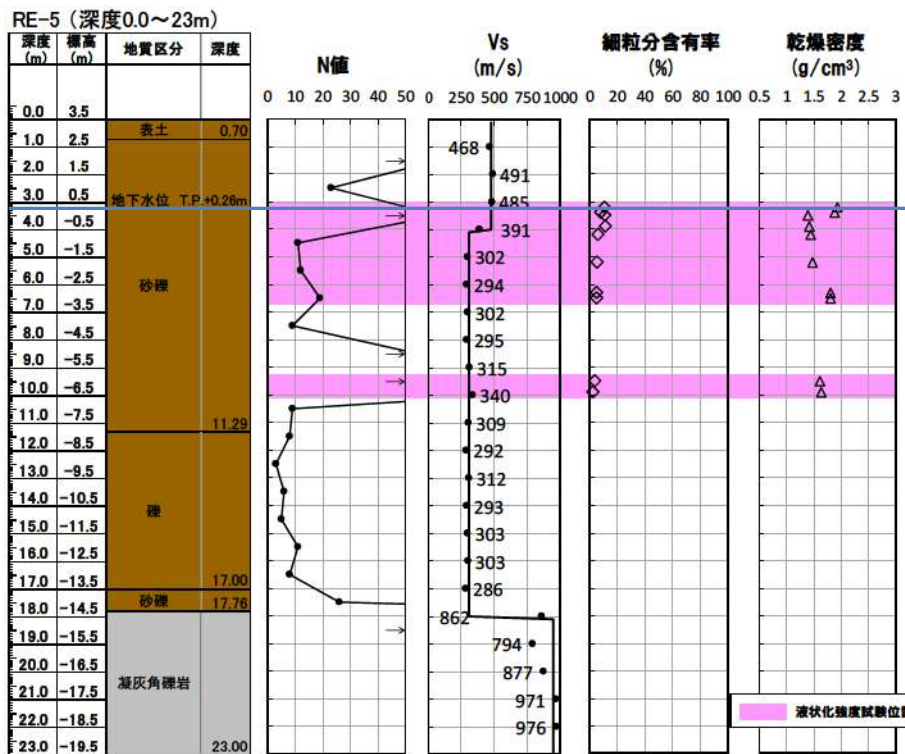 RE-5 (深度0.0～23m)
深度 標高 地質区分 深度 N値 Vs 細粒分含有率 乾燥密度
(m) (m) (m/s) (%) (g/cm³)
0 10 20 30 40 50 0 250 500 750 1000 0 20 40 60 80 100 0.5 1 1.5 2 2.5 3
0.0 3.5
表土 0.70
1.0 2.5 468
2.0 1.5 491
3.0 0.5 地下水位 T.P.+0.26m 485
4.0 -0.5 391
5.0 -1.5 302
6.0 -2.5 砂礫 294
7.0 -3.5 302
8.0 -4.5 295
9.0 -5.5 315
10.0 -6.5 340
11.0 -7.5 11.29 309
12.0 -8.5 292
13.0 -9.5 312
14.0 -10.5 礫 293
15.0 -11.5 303
16.0 -12.5 303
17.0 -13.5 17.00 286
18.0 -14.5 砂礫 17.76 862
19.0 -15.5 794
20.0 -16.5 877
凝灰角礫岩
21.0 -17.5 971
22.0 -18.5 976
液状化強度試験位置
23.0 -19.5 23.00